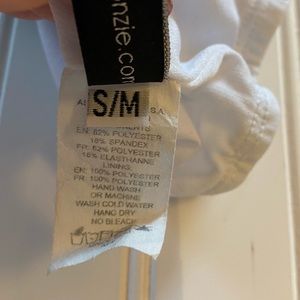 nzie.com
S/M
S.A.
EN: 82% POLYESTER
18% SPANDEX
FR: 82% POLYESTER
18% ELASTHANNE
LINING:
EN: 100% POLYESTER
FR: 100% POLYESTER
HAND WASH
OR MACHINE
WASH COLD WATER
HANG DRY
NO BLEACH